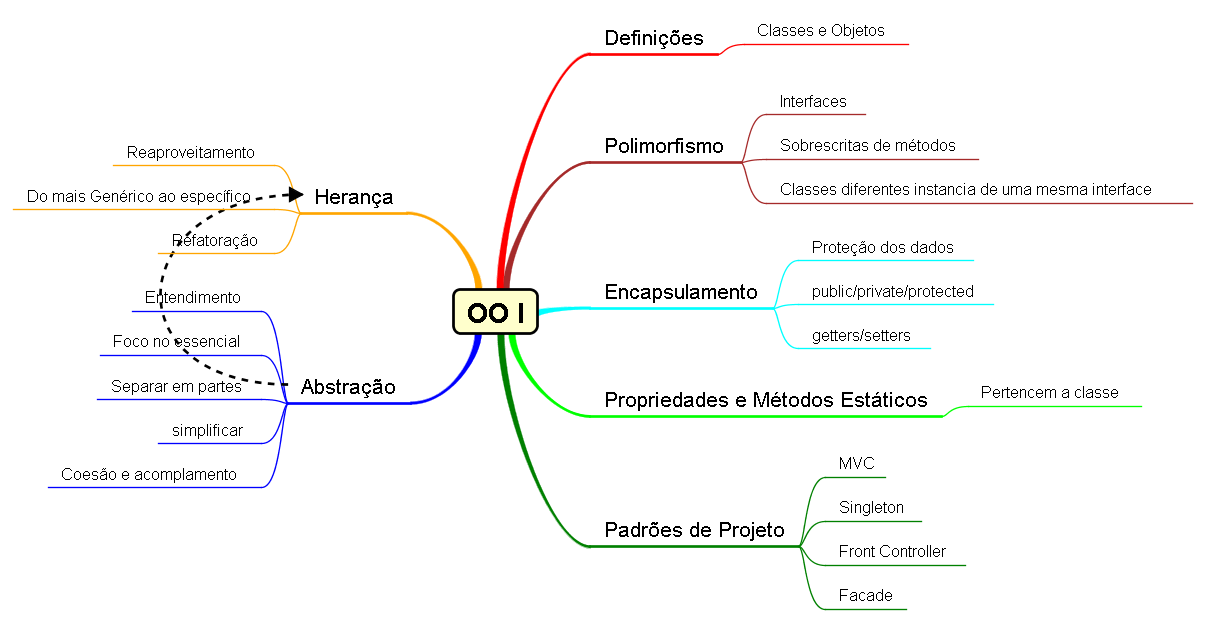 OO I
Definições
Classes e Objetos
Polimorfismo
Interfaces
Sobrescritas de métodos
Classes diferentes instancia de uma mesma interface
Encapsulamento
Proteção dos dados
public/private/protected
getters/setters
Propriedades e Métodos Estáticos
Pertencem a classe
Padrões de Projeto
MVC
Singleton
Front Controller
Facade
Herança
Reaproveitamento
Do mais Genérico ao específico
Refatoração
Abstração
Entendimento
Foco no essencial
Separar em partes
simplificar
Coesão e acomplamento